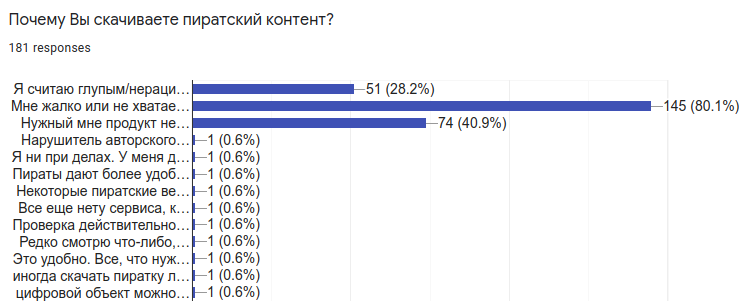 Почему Вы скачиваете пиратский контент?
181 responses
Я считаю глупым/нераци… 51 (28.2%)
Мне жалко или не хватае… 145 (80.1%)
Нужный мне продукт не… 74 (40.9%)
Нарушитель авторского… 1 (0.6%)
Я ни при делах. У меня д… 1 (0.6%)
Пираты дают более удоб… 1 (0.6%)
Некоторые пиратские ве… 1 (0.6%)
Все еще нету сервиса, к… 1 (0.6%)
Проверка действительно… 1 (0.6%)
Редко смотрю что-либо,… 1 (0.6%)
Это удобно. Все, что нуж… 1 (0.6%)
иногда скачать пиратку л… 1 (0.6%)
цифровой объект можно… 1 (0.6%)